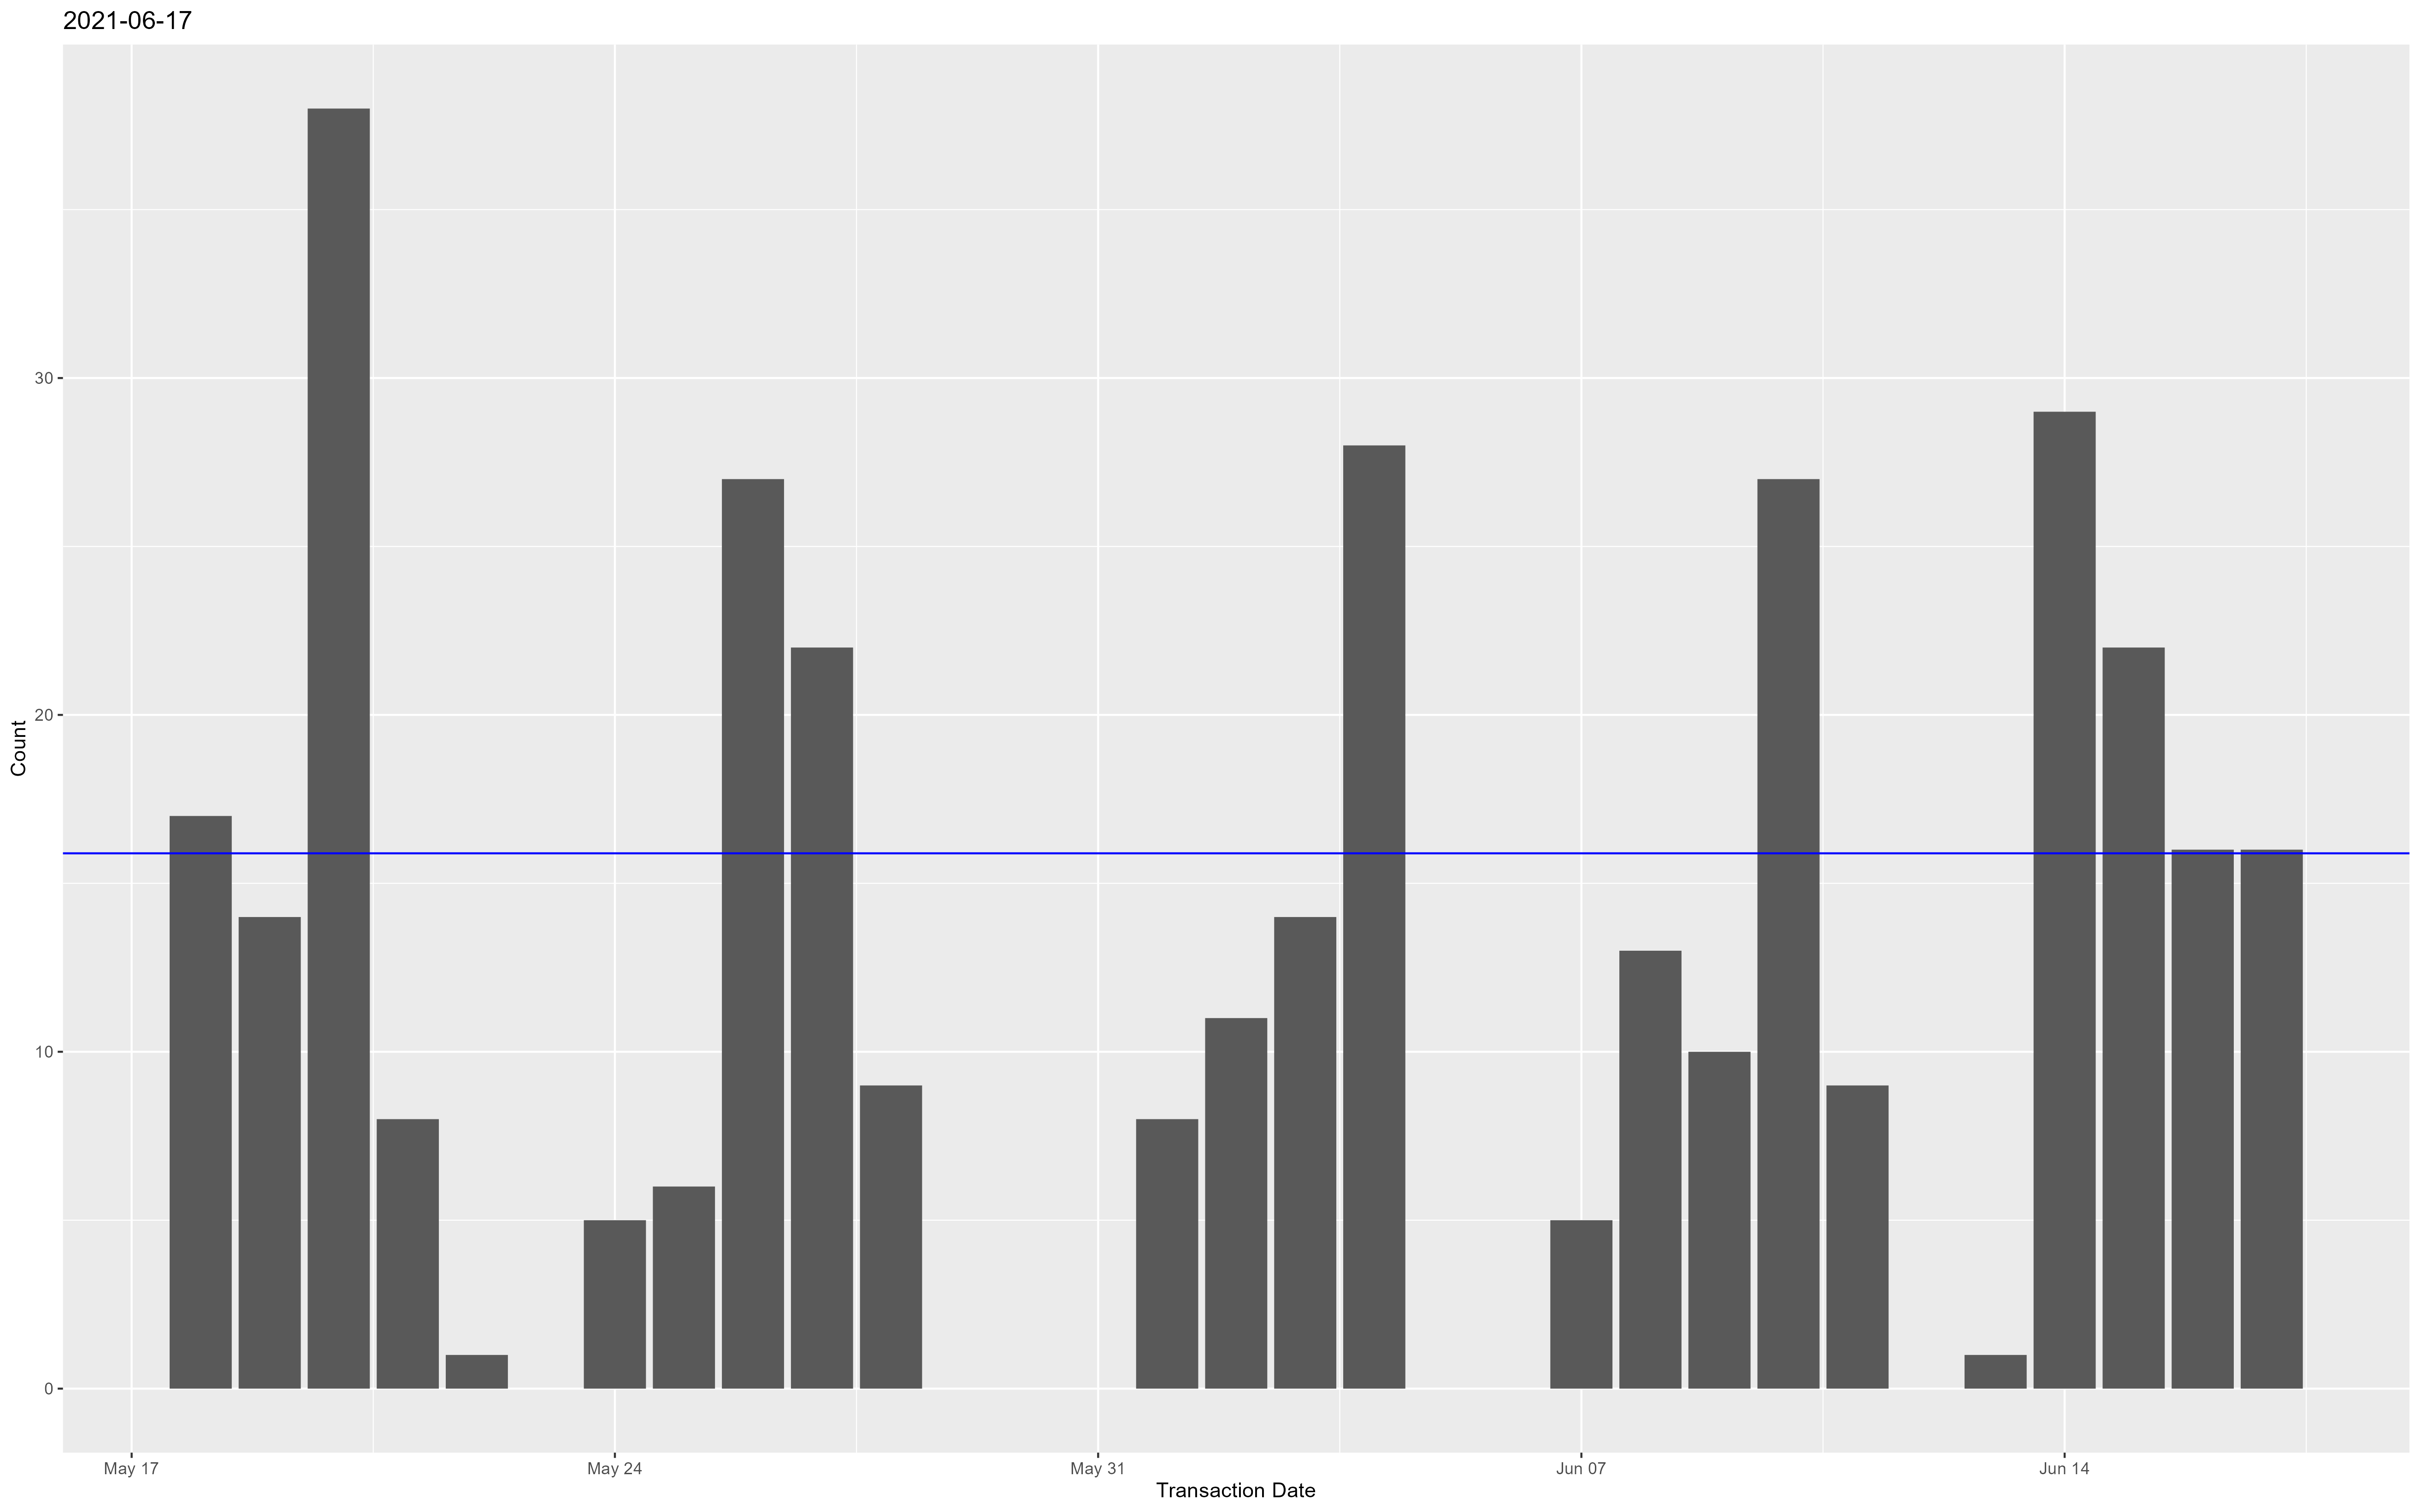 2021-06-17
30
20
10
0
Count
May 17
May 24
May 31
Jun 07
Jun 14
Transaction Date